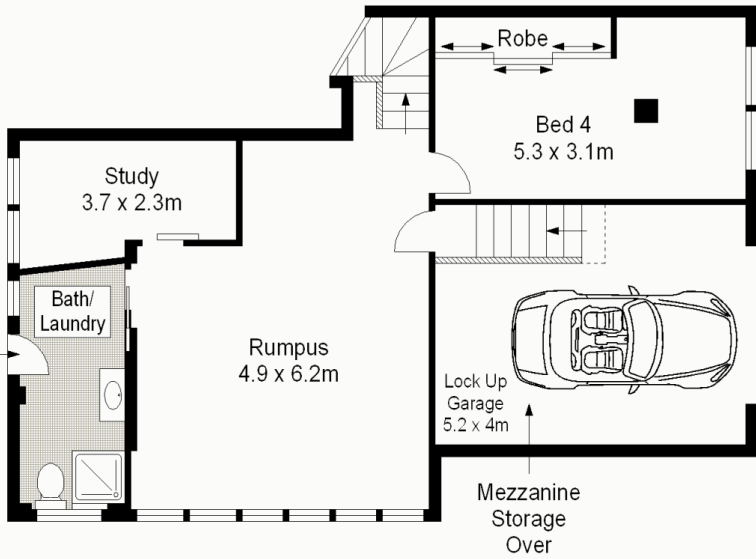 Robe
Bed 4
5.3 x 3.1m
Study
3.7 x 2.3m
Bath/
Laundry
Rumpus
4.9 x 6.2m
Lock Up
Garage
5.2 x 4m
Mezzanine
Storage
Over